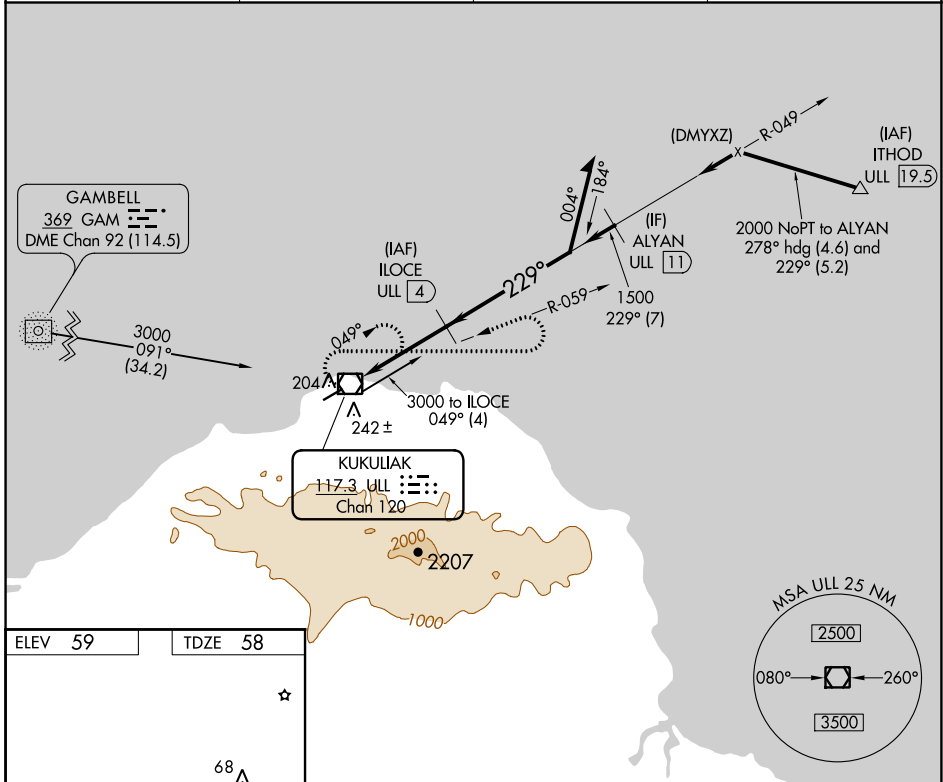 (DMYXZ)
R-049
(IAF)
ITHOD
ULL 19.5
2000 NoPT to ALYAN
278° hdg (4.6) and
229° (5.2)
GAMBELL
369 GAM
DME Chan 92 (114.5)
004°
184°
(IF)
ALYAN
ULL 11
(IAF)
ILOCE
ULL 4
229°
R-059
1500
229° (7)
3000
091°
(34.2)
049°
204
3000 to ILOCE
049° (4)
242 ±
KUKULIAK
117.3 ULL
Chan 120
2000
2207
1000
MSA ULL 25 NM
2500
080°
260°
3500
ELEV 59
TDZE 58
68